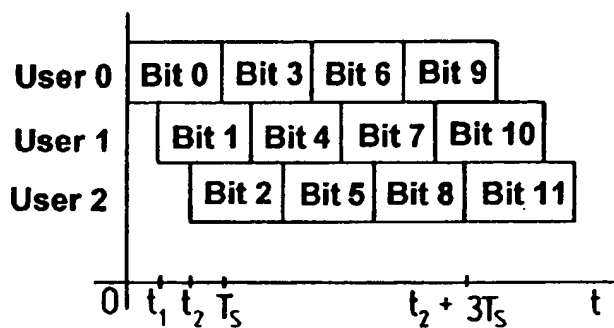 User 0 Bit 0 Bit 3 Bit 6 Bit 9
User 1 Bit 1 Bit 4 Bit 7 Bit 10
User 2 Bit 2 Bit 5 Bit 8 Bit 11
0 t₁ t₂ Tₛ t₂ + 3Tₛ t